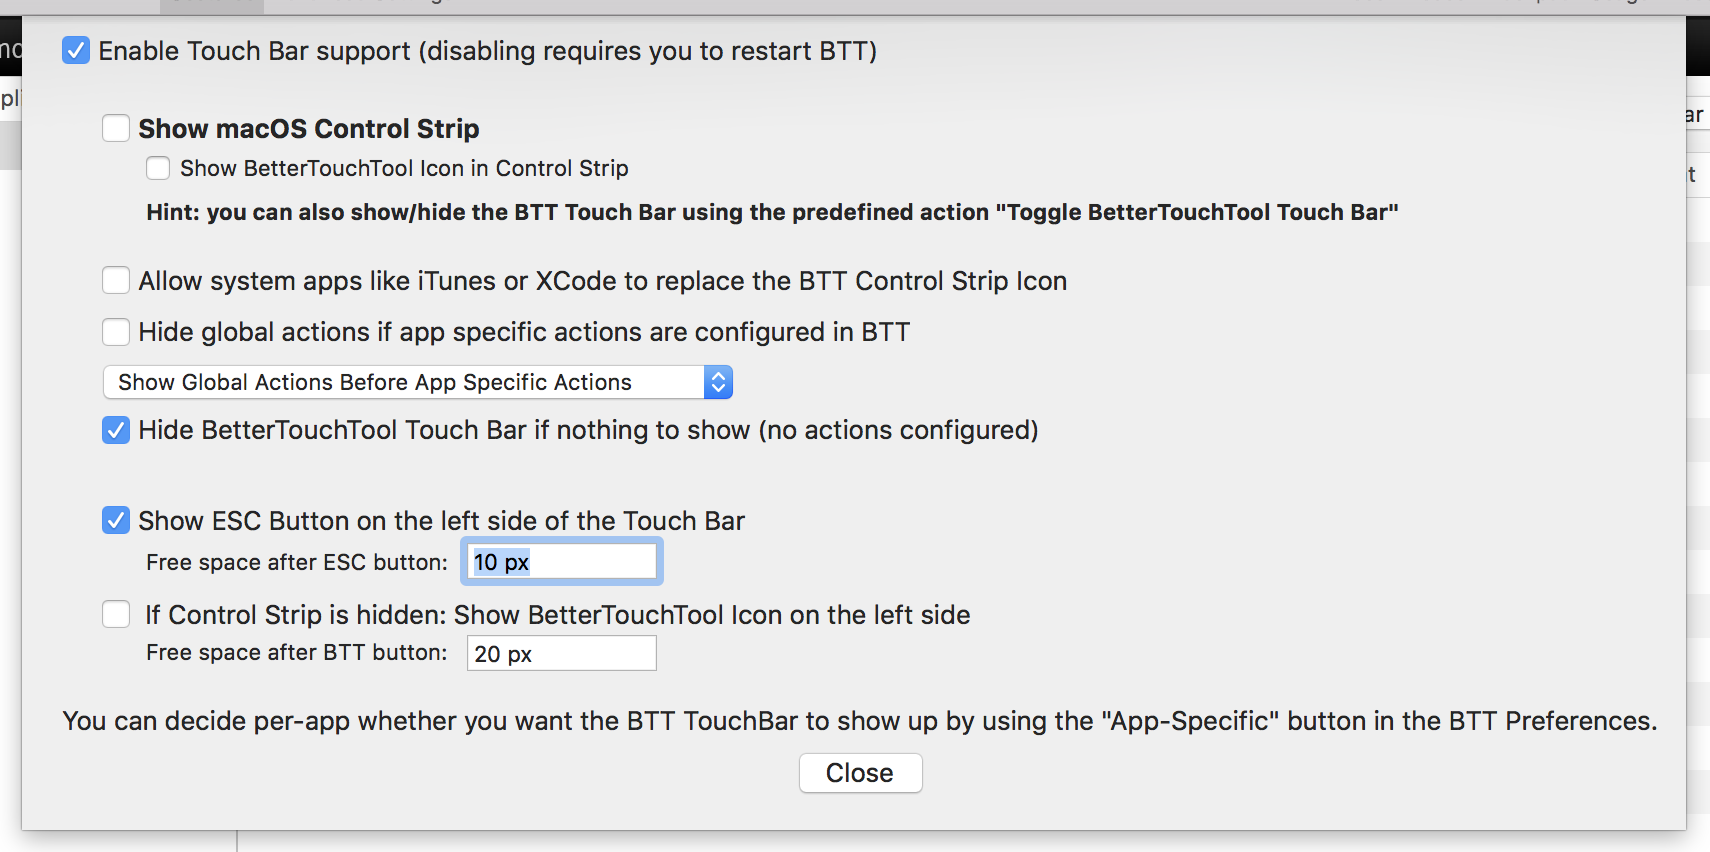 Enable Touch Bar support (disabling requires you to restart BTT)
Show macOS Control Strip
Show BetterTouchTool Icon in Control Strip
Hint: you can also show/hide the BTT Touch Bar using the predefined action "Toggle BetterTouchTool Touch Bar"
Allow system apps like iTunes or XCode to replace the BTT Control Strip Icon
Hide global actions if app specific actions are configured in BTT
Show Global Actions Before App Specific Actions
Hide BetterTouchTool Touch Bar if nothing to show (no actions configured)
Show ESC Button on the left side of the Touch Bar
Free space after ESC button: 10 px
If Control Strip is hidden: Show BetterTouchTool Icon on the left side
Free space after BTT button: 20 px
You can decide per-app whether you want the BTT TouchBar to show up by using the "App-Specific" button in the BTT Preferences.
Close